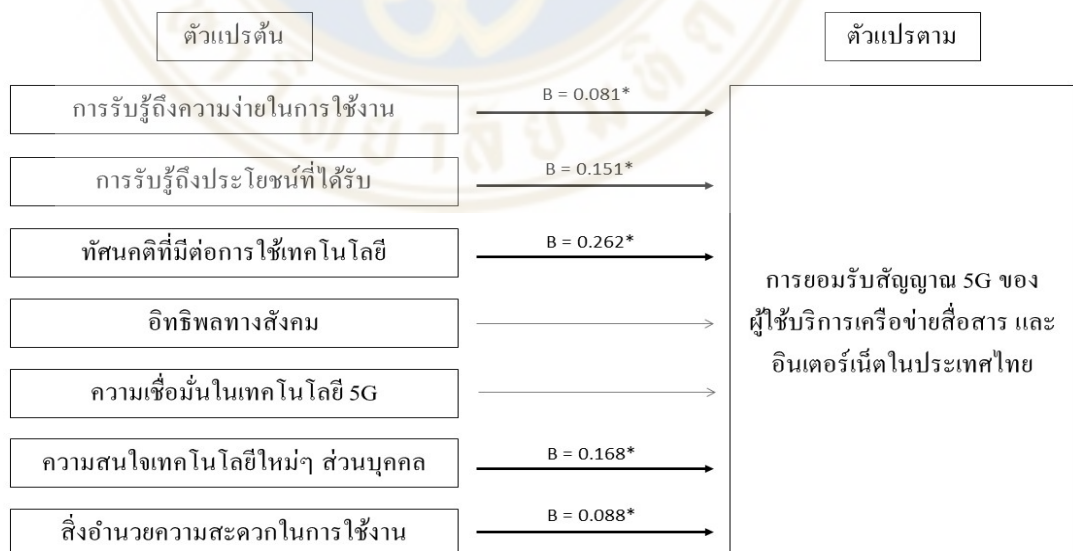 ตัวแปรต้น
ตัวแปรตาม
การรับรู้ถึงความง่ายในการใช้งาน
B = 0.081*
การรับรู้ถึงประโยชน์ที่ได้รับ
B = 0.151*
ทัศนคติที่มีต่อการใช้เทคโนโลยี
B = 0.262*
อิทธิพลทางสังคม
ความเชื่อมั่นในเทคโนโลยี 5G
ความสนใจเทคโนโลยีใหม่ๆ ส่วนบุคคล
B = 0.168*
สิ่งอำนวยความสะดวกในการใช้งาน
B = 0.088*
การยอมรับสัญญาณ 5G ของ
ผู้ใช้บริการเครือข่ายสื่อสาร และ
อินเตอร์เน็ตในประเทศไทย